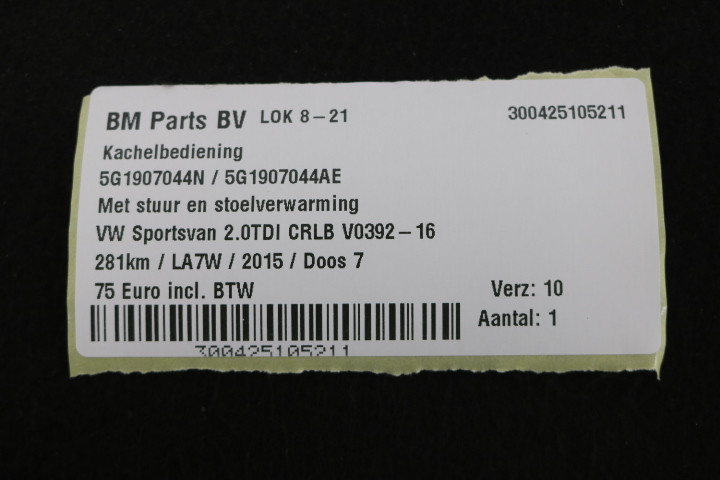 BM Parts BV LOK 8-21 300425105211
Kachelbediening
5G1907044N / 5G1907044AE
Met stuur en stoelverwarming
VW Sportsvan 2.0TDI CRLB V0392-16
281km / LA7W / 2015 / Doos 7
75 Euro incl. BTW Verz: 10
Aantal: 1
300425105211